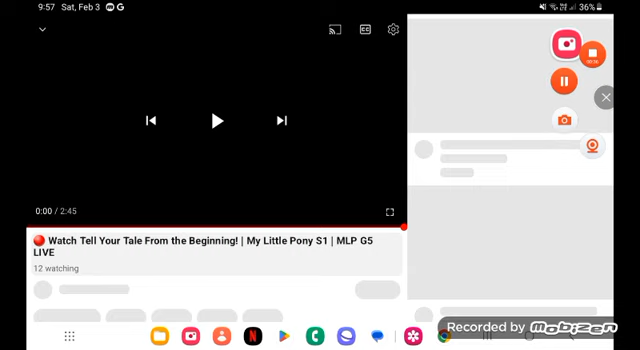 9:57 Sat, Feb 3
36%
CC
0:00 / 2:45
🔴 Watch Tell Your Tale From the Beginning! | My Little Pony S1 | MLP G5
LIVE
12 watching
Recorded by Mobizen